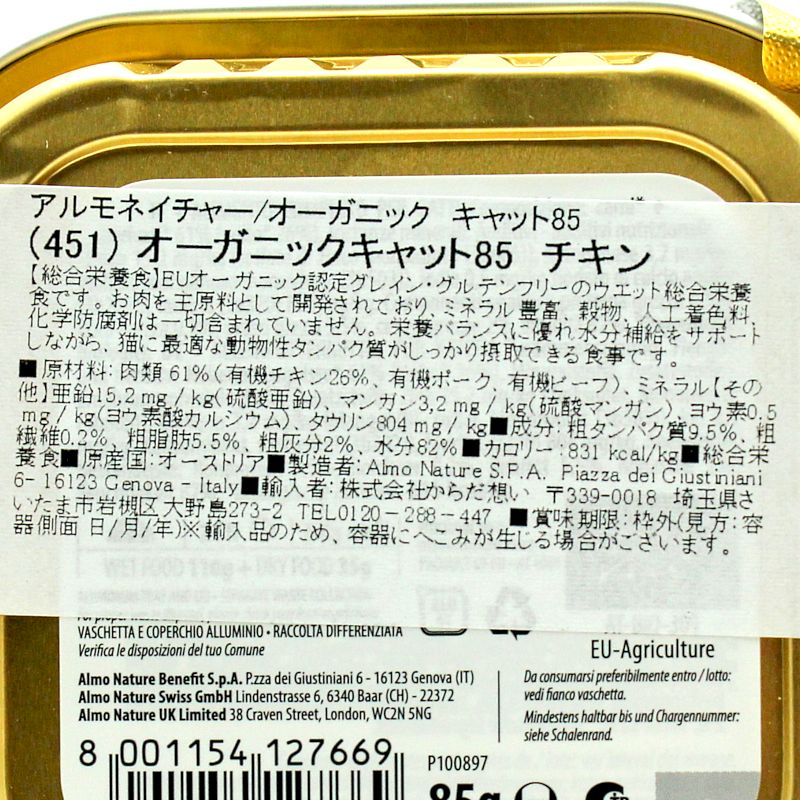 アルモネイチャー/オーガニック キャット85
(451) オーガニックキャット85 チキン
【総合栄養食】EUオーガニック認定グレイン・グルテンフリーのウエット総合栄養
食です。お肉を主原料として開発されており、ミネラル豊富、穀物、人工着色料、
化学防腐剤は一切含まれていません。栄養バランスに優れ水分補給をサポート
しながら、猫に最適な動物性タンパク質がしっかり摂取できる食事です。
■原材料:肉類 61%(有機チキン26%、有機ポーク、有機ビーフ)、ミネラル【その
他】亜鉛15,2 mg / kg(硫酸亜鉛)、マンガン3,2 mg / kg(硫酸マンガン)、ヨウ素0.5
mg / kg(ヨウ素酸カルシウム)、タウリン804 mg / kg■成分:粗タンパク質9.5%、粗
繊維0.2%、粗脂肪5.5%、粗灰分2%、水分82%■カロリー:831 kcal/kg■総合栄
養食■原産国:オーストリア■製造者:Almo Nature S.P.A. Piazza dei Giustiniani
6- 16123 Genova - Italy■輸入者:株式会社からだ想い 〒339-0018 埼玉県さ
いたま市岩槻区大野島273-2 TEL0120-288-447 ■賞味期限:枠外(見方:容
器側面 日/月/年)※輸入品のため、容器にへこみが生じる場合がございます。
WET FOOD 110g + DRY FOOD 35g
VASCHETTA E COPERCHIO ALLUMINIO • RACCOLTA DIFFERENZIATA
Verifica le disposizioni del tuo Comune
EU-Agriculture
Almo Nature Benefit S.p.A. P.zza dei Giustiniani 6 - 16123 Genova (IT)
Almo Nature Swiss GmbH Lindenstrasse 6, 6340 Baar (CH) - 22372
Almo Nature UK Limited 38 Craven Street, London, WC2N 5NG
Da consumarsi preferibilmente entro / lotto:
vedi fianco vaschetta.
Mindestens haltbar bis und Chargennummer:
siehe Schalenrand.
8 001154 127669
P100897
85g